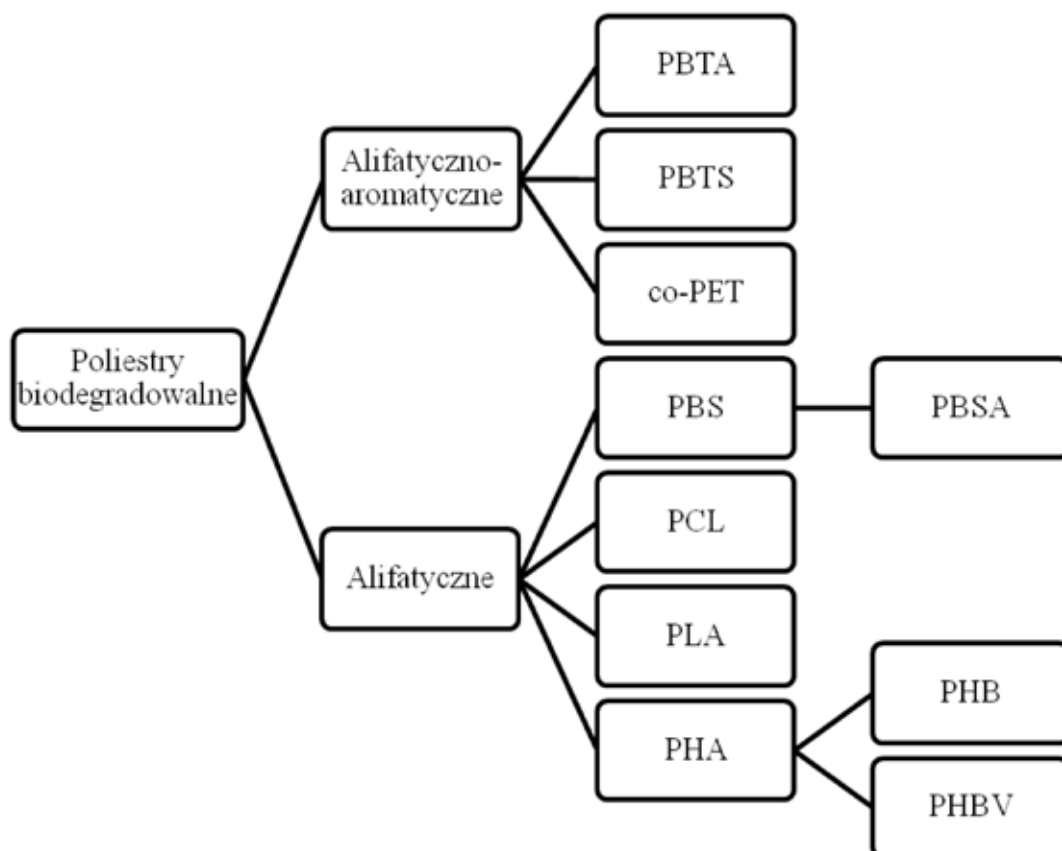 Poliestry
biodegradowalne
Alifatyczno-
aromatyczne
PBTA
PBTS
co-PET
Alifatyczne
PBS
PBSA
PCL
PLA
PHA
PHB
PHBV